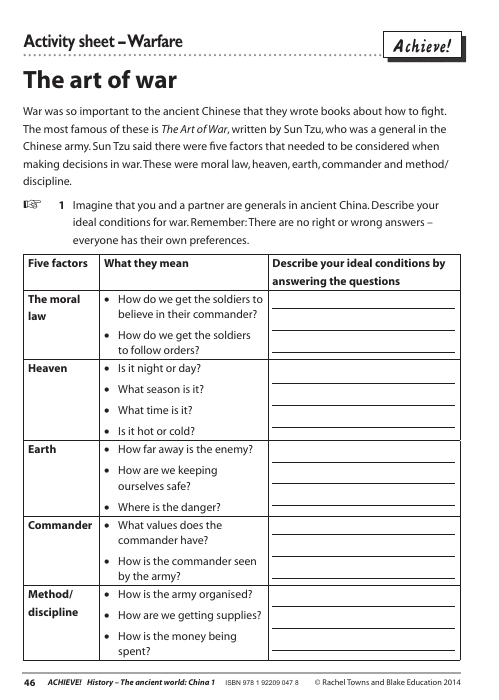 Activity sheet – Warfare
Achieve!
The art of war
War was so important to the ancient Chinese that they wrote books about how to fight.
The most famous of these is The Art of War, written by Sun Tzu, who was a general in the
Chinese army. Sun Tzu said there were five factors that needed to be considered when
making decisions in war. These were moral law, heaven, earth, commander and method/
discipline.
1 Imagine that you and a partner are generals in ancient China. Describe your
ideal conditions for war. Remember: There are no right or wrong answers –
everyone has their own preferences.
Five factors
What they mean
Describe your ideal conditions by
answering the questions
The moral
law
• How do we get the soldiers to
believe in their commander?
• How do we get the soldiers
to follow orders?
Heaven
• Is it night or day?
• What season is it?
• What time is it?
• Is it hot or cold?
Earth
• How far away is the enemy?
• How are we keeping
ourselves safe?
• Where is the danger?
Commander
• What values does the
commander have?
• How is the commander seen
by the army?
Method/
discipline
• How is the army organised?
• How are we getting supplies?
• How is the money being
spent?
46 ACHIEVE! History – The ancient world: China 1 ISBN 978 1 92209 047 8 © Rachel Towns and Blake Education 2014